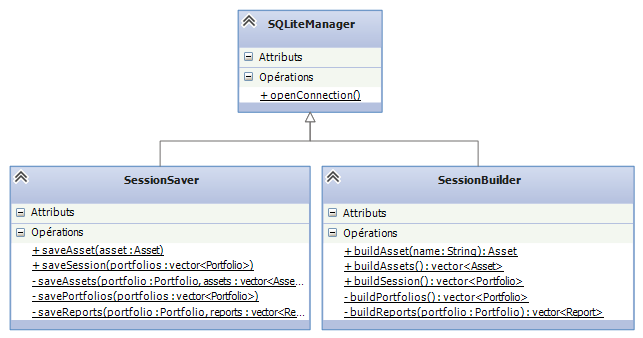 SQLiteManager
Attributs
Opérations
+ openConnection()
SessionSaver
Attributs
Opérations
+ saveAsset(asset : Asset)
+ saveSession(portfolios : vector<Portfolio>)
- saveAssets(portfolio : Portfolio, assets : vector<Asse...
- savePortfolios(portfolios : vector<Portfolio>)
- saveReports(portfolio : Portfolio, reports : vector<Re...
SessionBuilder
Attributs
Opérations
+ buildAsset(name : String) : Asset
+ buildAssets() : vector<Asset>
+ buildSession() : vector<Portfolio>
- buildPortfolios() : vector<Portfolio>
- buildReports(portfolio : Portfolio) : vector<Report>